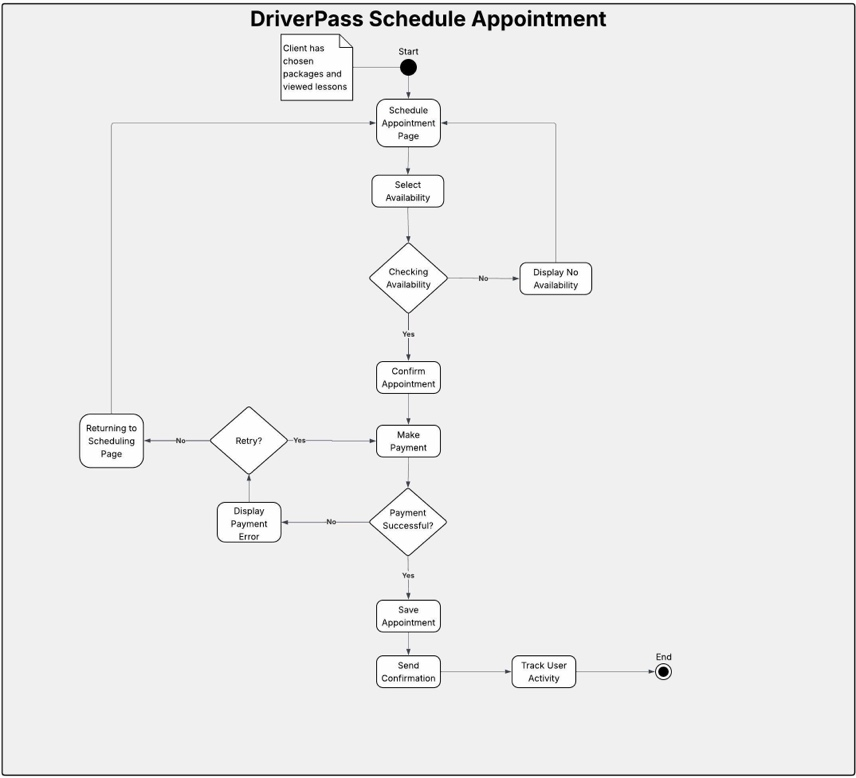 DriverPass Schedule Appointment
Client has
chosen
packages and
viewed lessons
Start
Schedule
Appointment
Page
Select
Availability
Checking
Availability
No
Display No
Availability
Yes
Confirm
Appointment
Returning to
Scheduling
Page
No
Retry?
Yes
Make
Payment
Display
Payment
Error
No
Payment
Successful?
Yes
Save
Appointment
Send
Confirmation
Track User
Activity
End